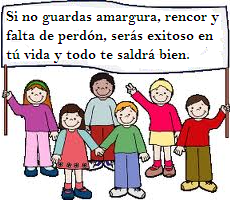 Si no guardas amargura, rencor y
falta de perdón, serás exitoso en
tú vida y todo te saldrá bien.